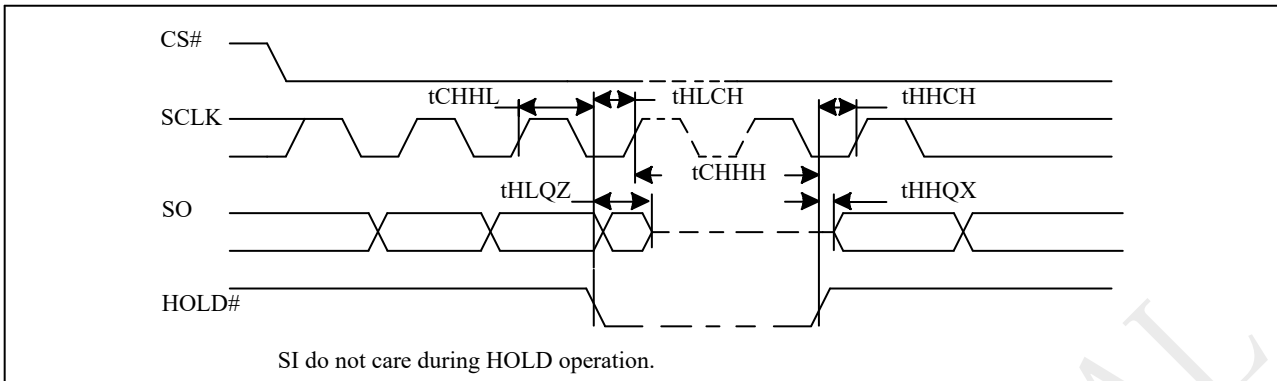 CS#
tCHHL
tHLCH
tHHCH
SCLK
tCHHH
tHLQZ
tHHQX
SO
HOLD#
SI do not care during HOLD operation.